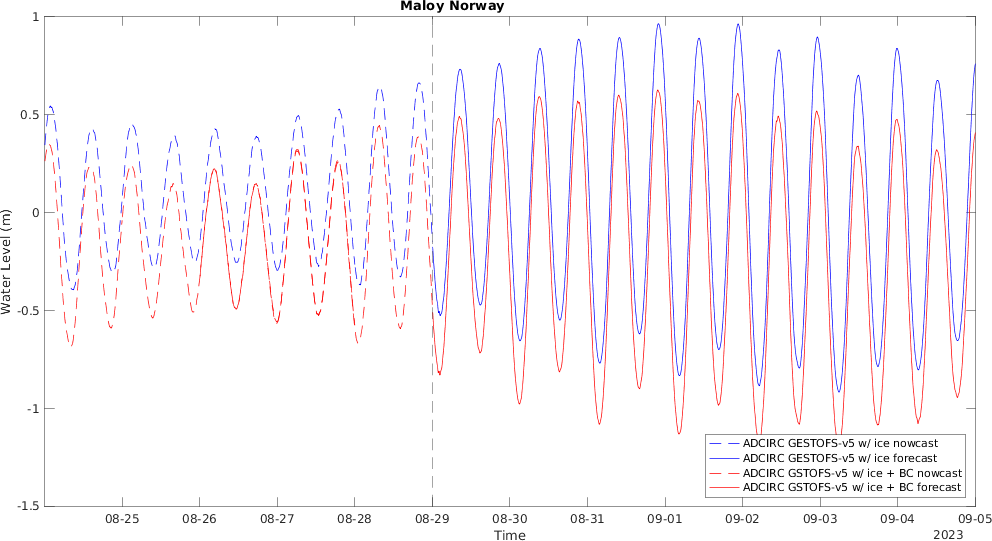 Maloy Norway
1
0.5
0
-0.5
-1
-1.5
Water Level (m)
ADCIRC GESTOFS-v5 w/ ice nowcast
ADCIRC GESTOFS-v5 w/ ice forecast
ADCIRC GSTOFS-v5 w/ ice + BC nowcast
ADCIRC GSTOFS-v5 w/ ice + BC forecast
08-25 08-26 08-27 08-28 08-29 08-30 08-31 09-01 09-02 09-03 09-04 09-05
Time
2023